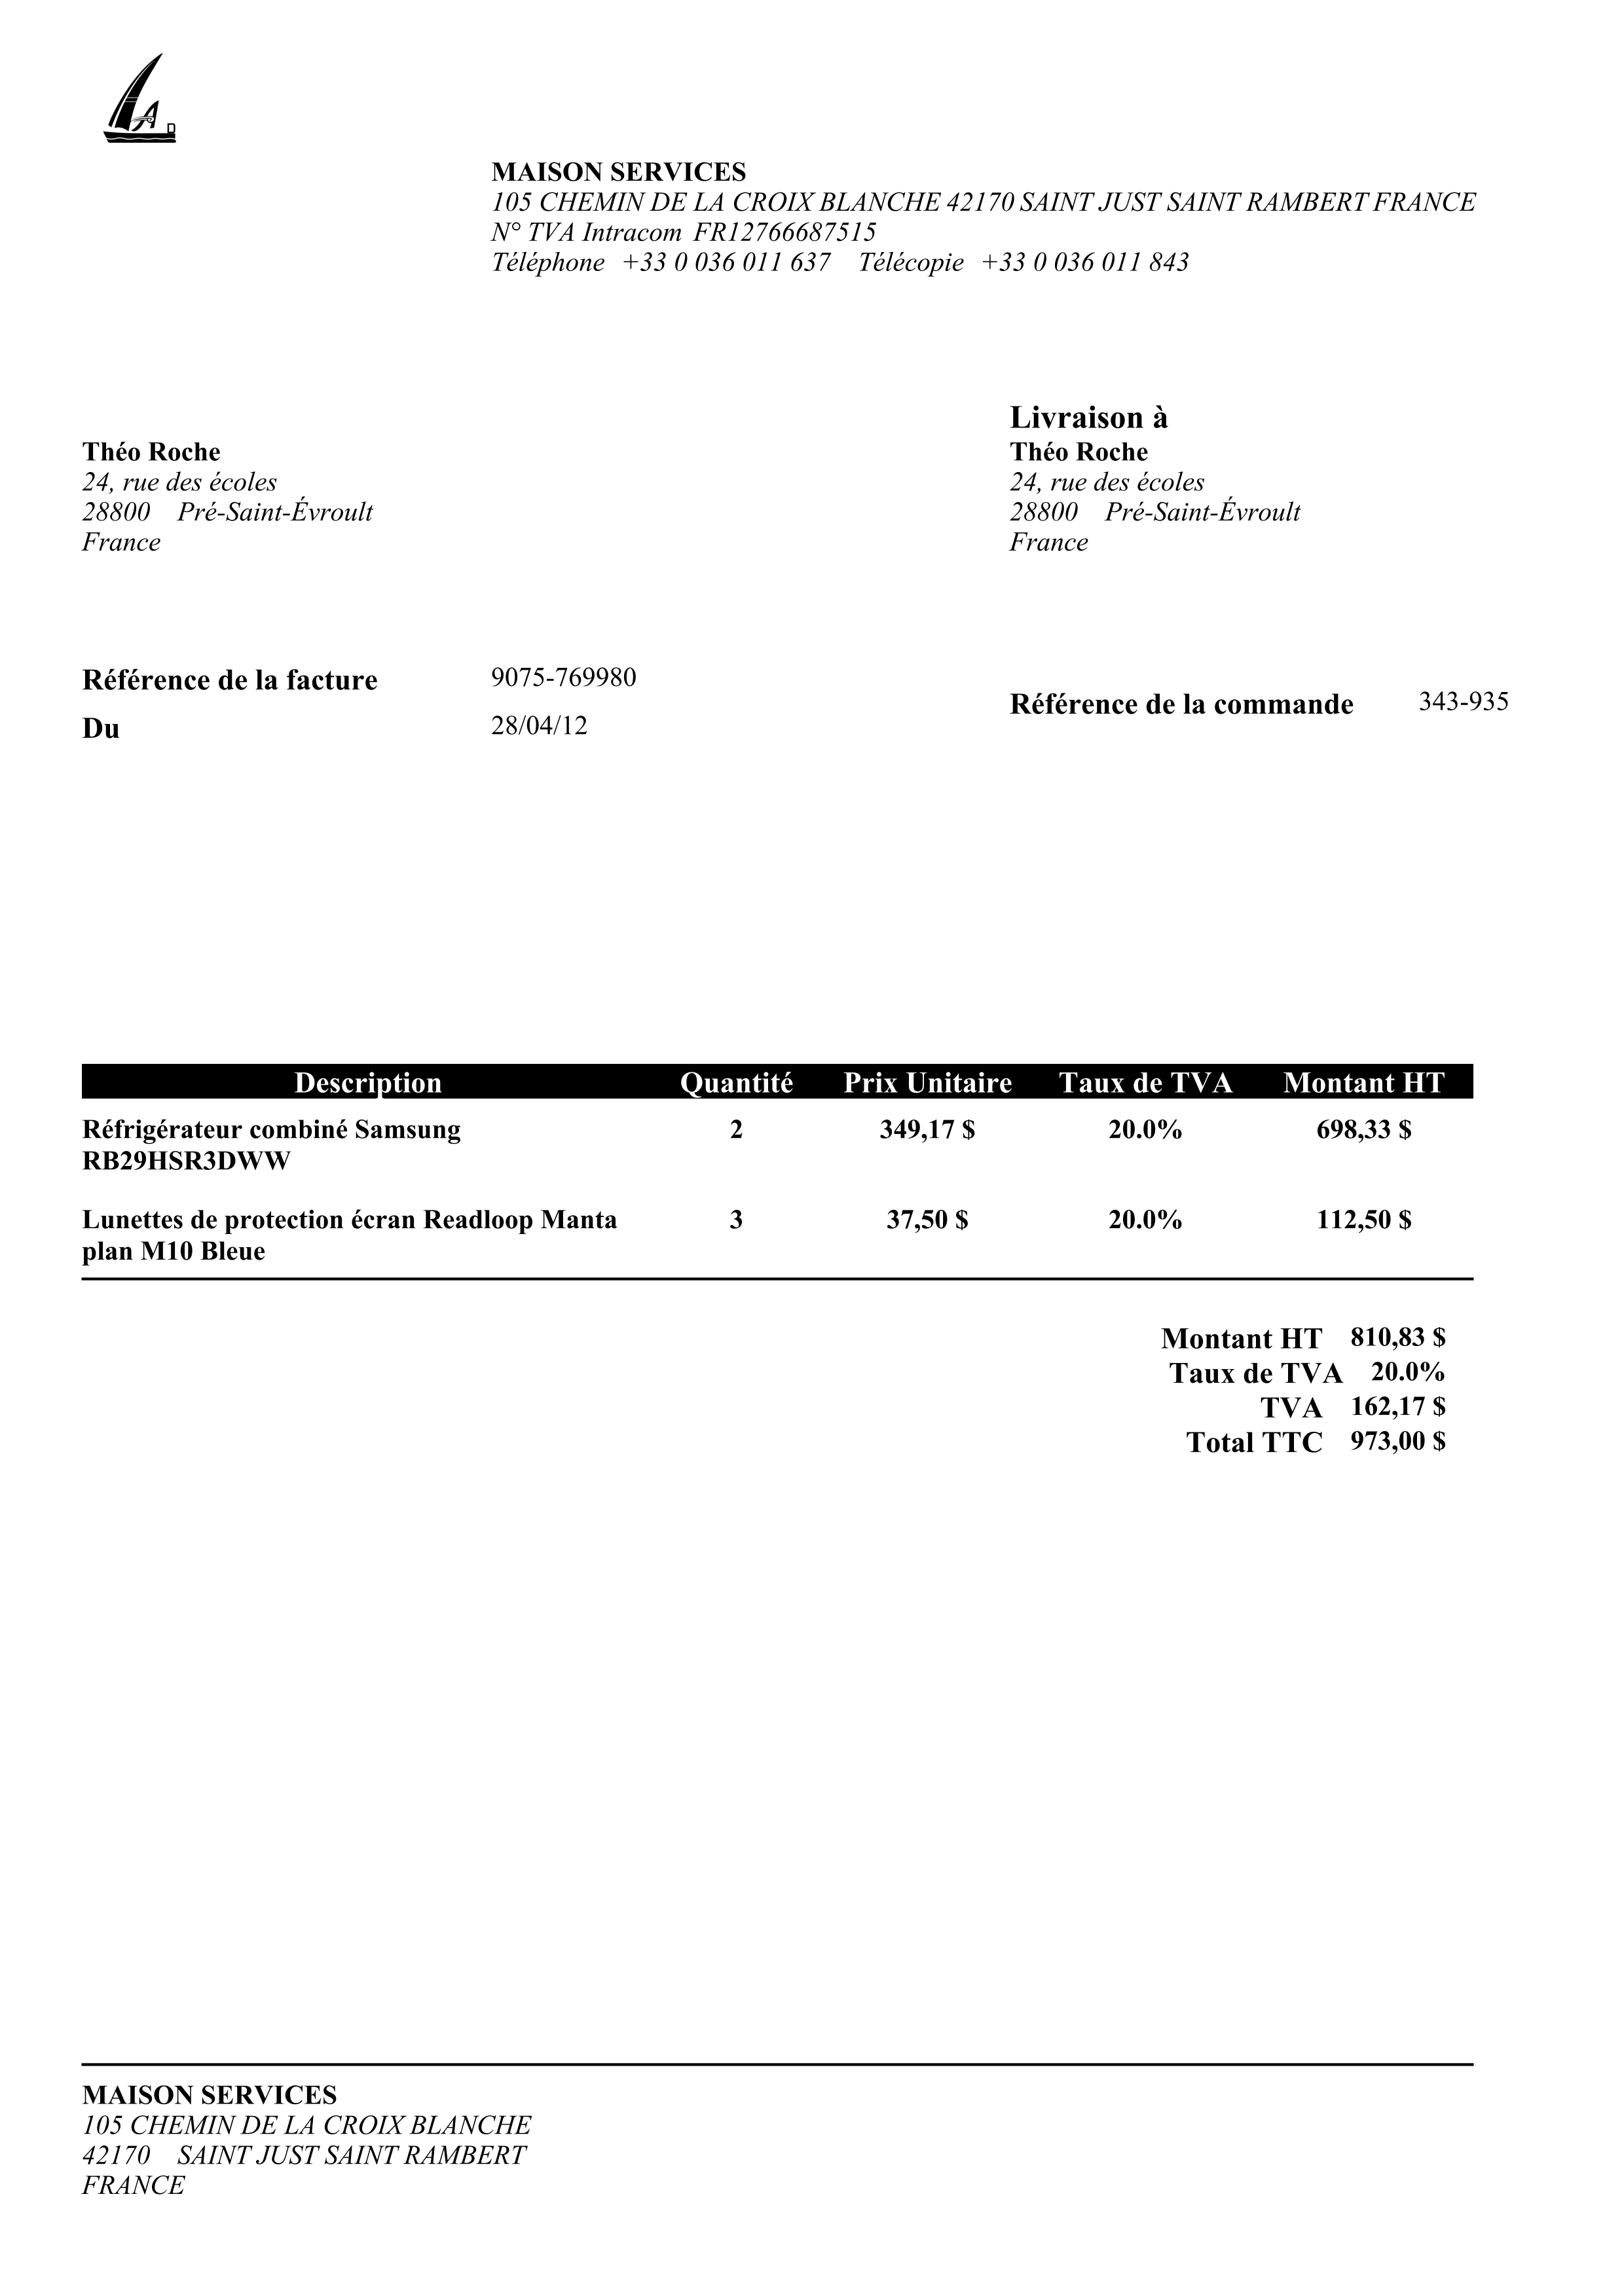 A
MAISON SERVICES
105 CHEMIN DE LA CROIX BLANCHE 42170 SAINT JUST SAINT RAMBERT FRANCE
N° TVA Intracom FR12766687515
Téléphone +33 0 036 011 637 Télécopie +33 0 036 011 843
Livraison à
Théo Roche
24, rue des écoles
28800 Pré-Saint-Évroult
France
Théo Roche
24, rue des écoles
28800 Pré-Saint-Évroult
France
Référence de la facture 9075-769980
Du 28/04/12
Référence de la commande 343-935
Description Quantité Prix Unitaire Taux de TVA Montant HT
Réfrigérateur combiné Samsung 2 349,17 $ 20.0% 698,33 $
RB29HSR3DWW
Lunettes de protection écran Readloop Manta 3 37,50 $ 20.0% 112,50 $
plan M10 Bleue
Montant HT 810,83 $
Taux de TVA 20.0%
TVA 162,17 $
Total TTC 973,00 $
MAISON SERVICES
105 CHEMIN DE LA CROIX BLANCHE
42170 SAINT JUST SAINT RAMBERT
FRANCE